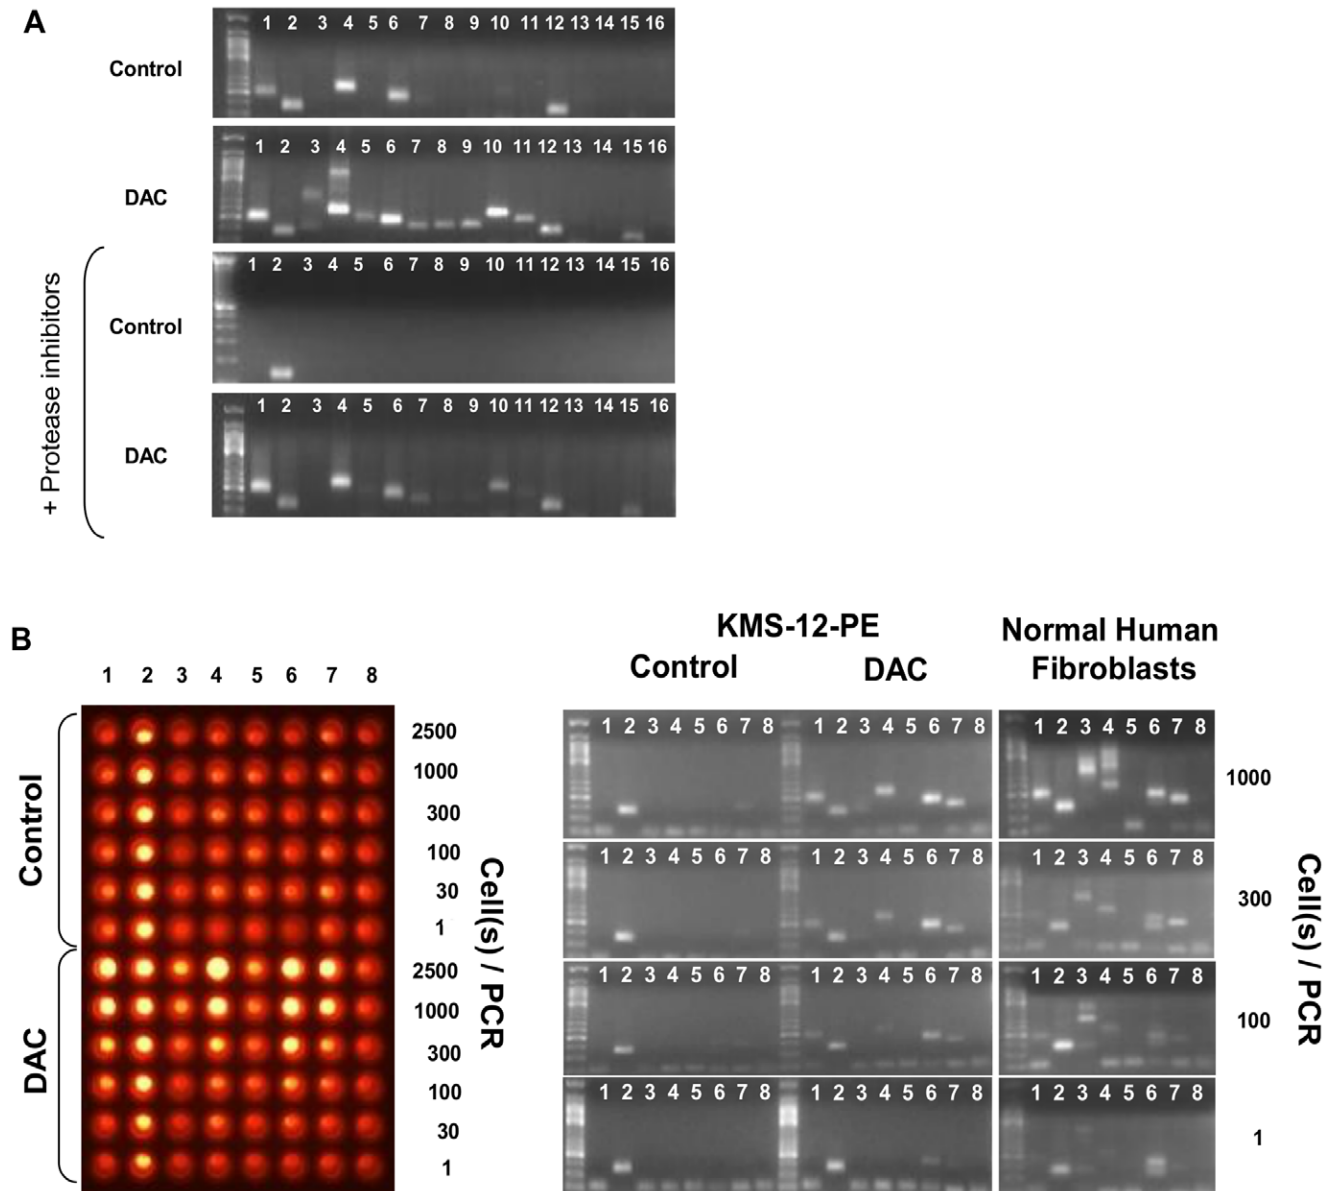 A
1 2 3 4 5 6 7 8 9 10 11 12 13 14 15 16
Control
1 2 3 4 5 6 7 8 9 10 11 12 13 14 15 16
DAC
1 2 3 4 5 6 7 8 9 10 11 12 13 14 15 16
Control
1 2 3 4 5 6 7 8 9 10 11 12 13 14 15 16
DAC
+ Protease inhibitors
B
1 2 3 4 5 6 7 8
Control
2500
1000
300
100
30
1
DAC
2500
1000
300
100
30
1
Cell(s) / PCR
KMS-12-PE
Control DAC
Normal Human
Fibroblasts
1 2 3 4 5 6 7 8 1 2 3 4 5 6 7 8 1 2 3 4 5 6 7 8
1000
1 2 3 4 5 6 7 8 1 2 3 4 5 6 7 8 1 2 3 4 5 6 7 8
300
1 2 3 4 5 6 7 8 1 2 3 4 5 6 7 8 1 2 3 4 5 6 7 8
100
1 2 3 4 5 6 7 8 1 2 3 4 5 6 7 8 1 2 3 4 5 6 7 8
1
Cell(s) / PCR